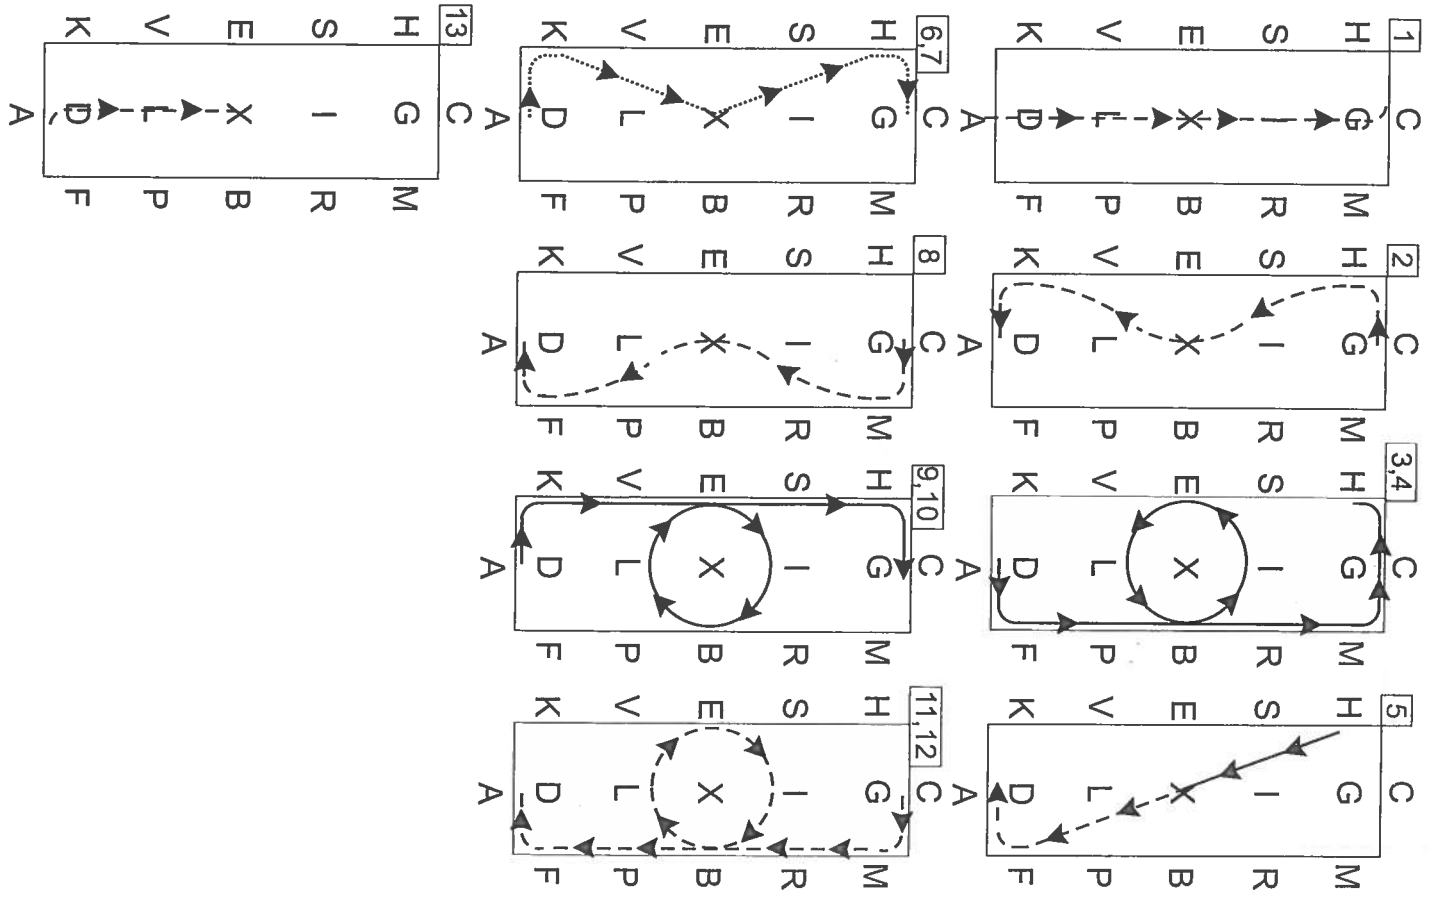 1
C
H G M
S I R
E X B
V L P
K D F
A
2
C
H G M
S I R
E X B
V L P
K D F
A
3,4
C
H G M
S I R
E X B
V L P
K D F
A
5
C
H G M
S I R
E X B
V L P
K D F
A
6,7
C
H G M
S I R
E X B
V L P
K D F
A
8
C
H G M
S I R
E X B
V L P
K D F
A
9,10
C
H G M
S I R
E X B
V L P
K D F
A
11,12
C
H G M
S I R
E X B
V L P
K D F
A
13
C
H G M
S I R
E X B
V L P
K D F
A